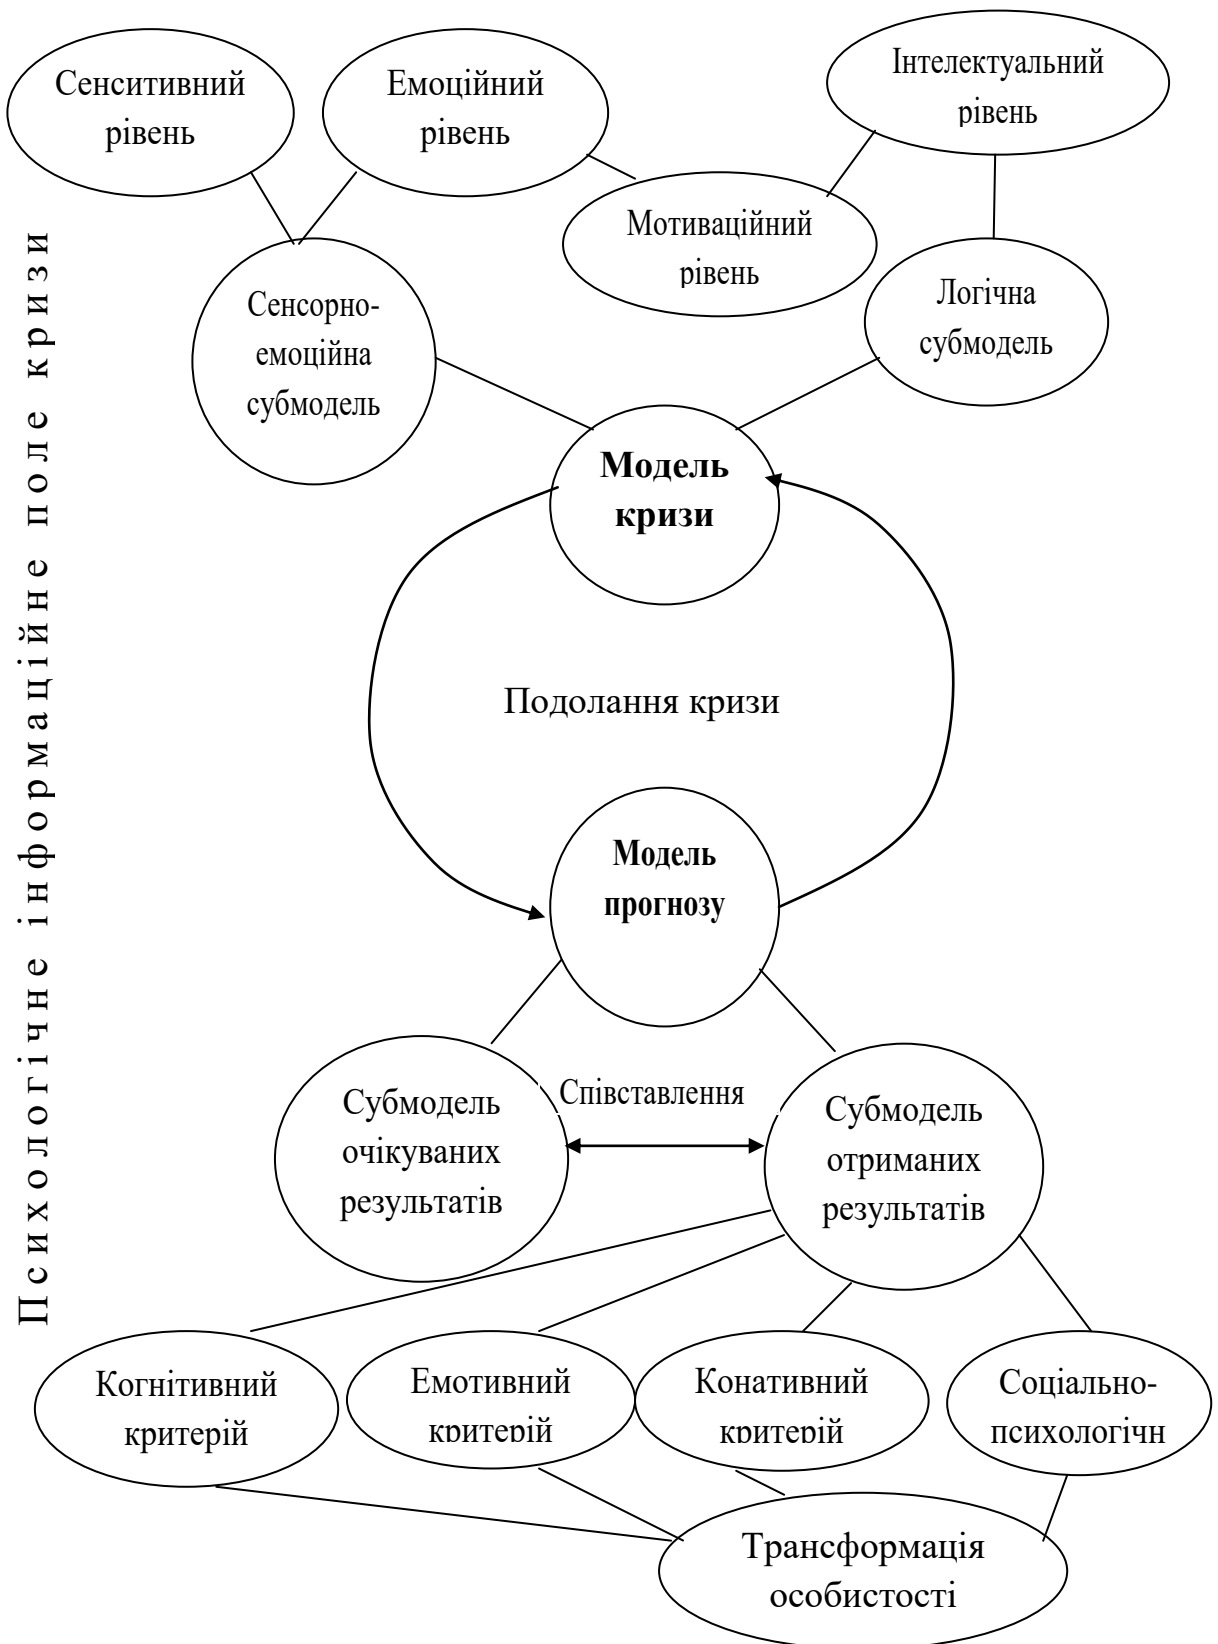 Сенситивний
рівень
Емоційний
рівень
Інтелектуальний
рівень
Мотиваційний
рівень
Сенсорно-
емоційна
субмодель
Логічна
субмодель
Модель
кризи
Подолання кризи
Модель
прогнозу
Субмодель
очікуваних
результатів
Співставлення
Субмодель
отриманих
результатів
Когнітивний
критерій
Емотивний
критерій
Конативний
критерій
Соціально-
психологічн
Трансформація
особистості
Психологічне інформаційне поле кризи